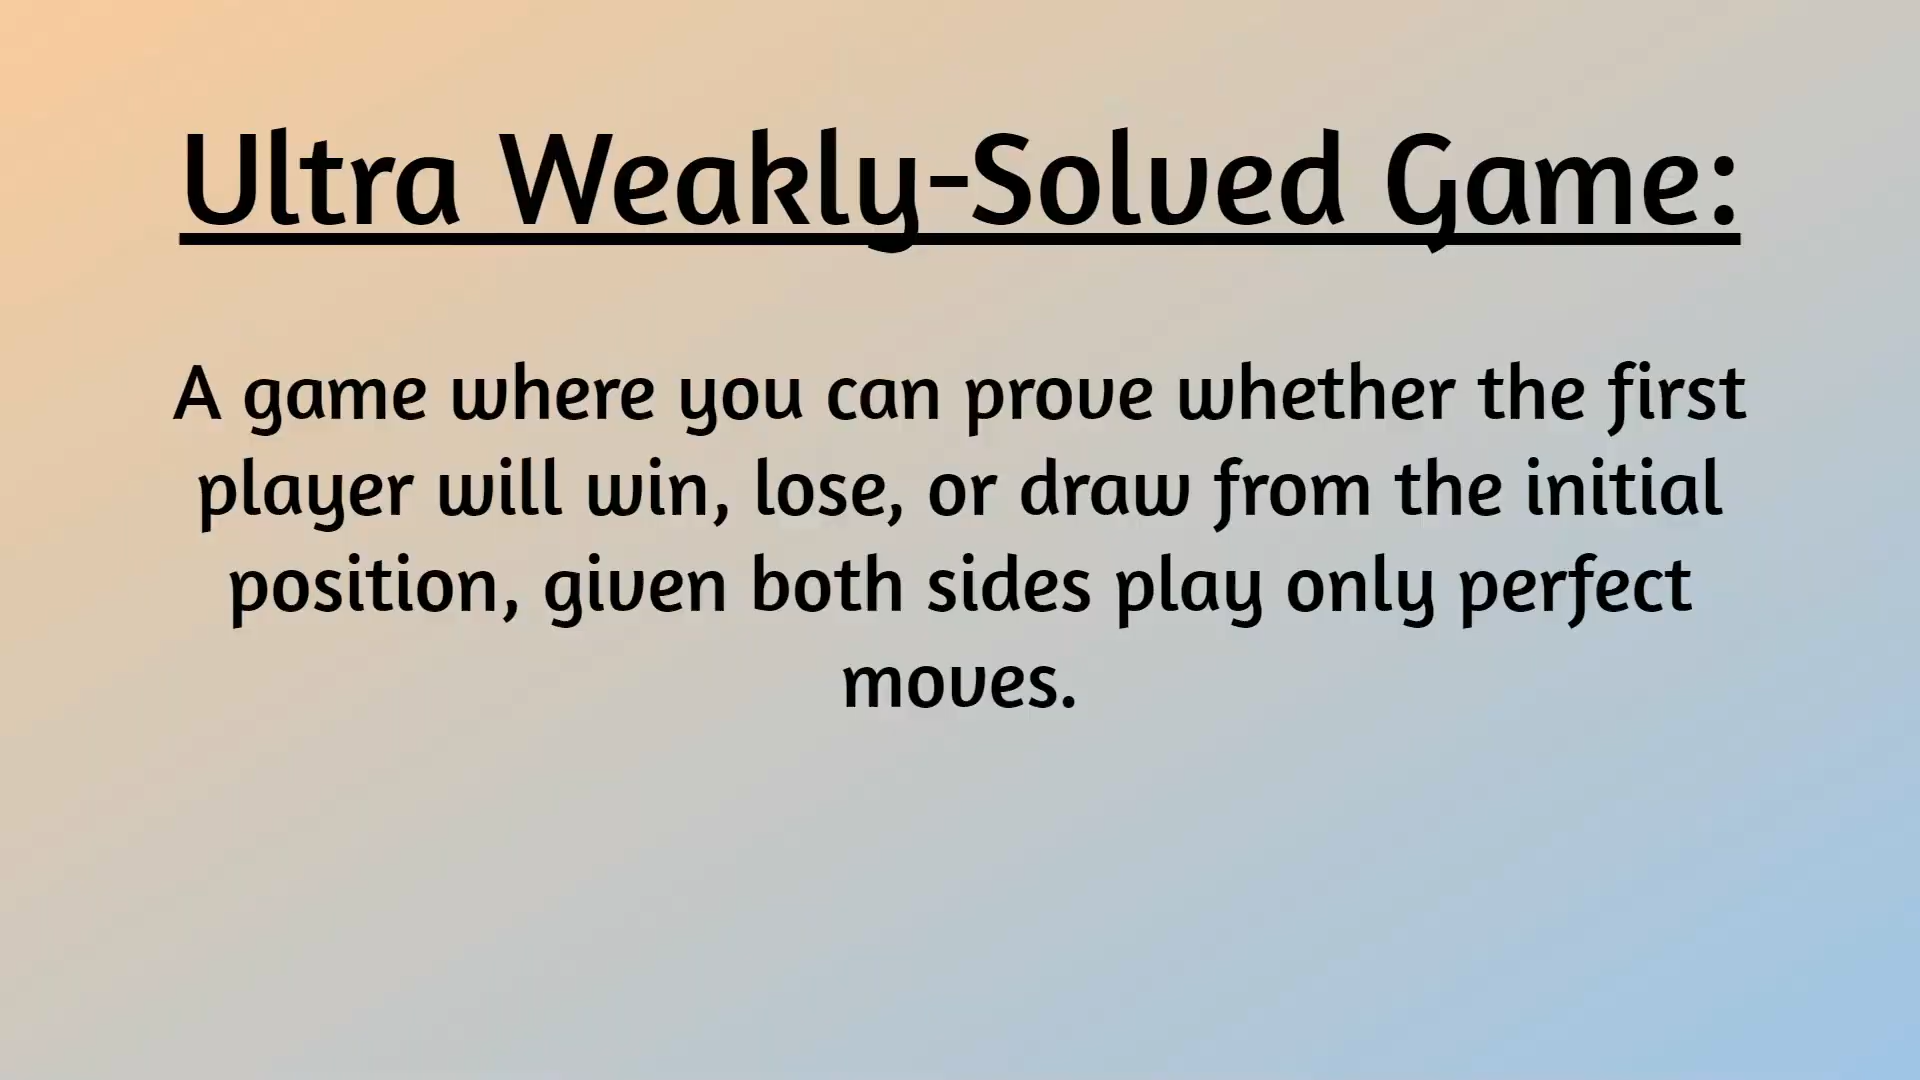 Ultra Weakly-Solved Game:
A game where you can prove whether the first
player will win, lose, or draw from the initial
position, given both sides play only perfect
moves.